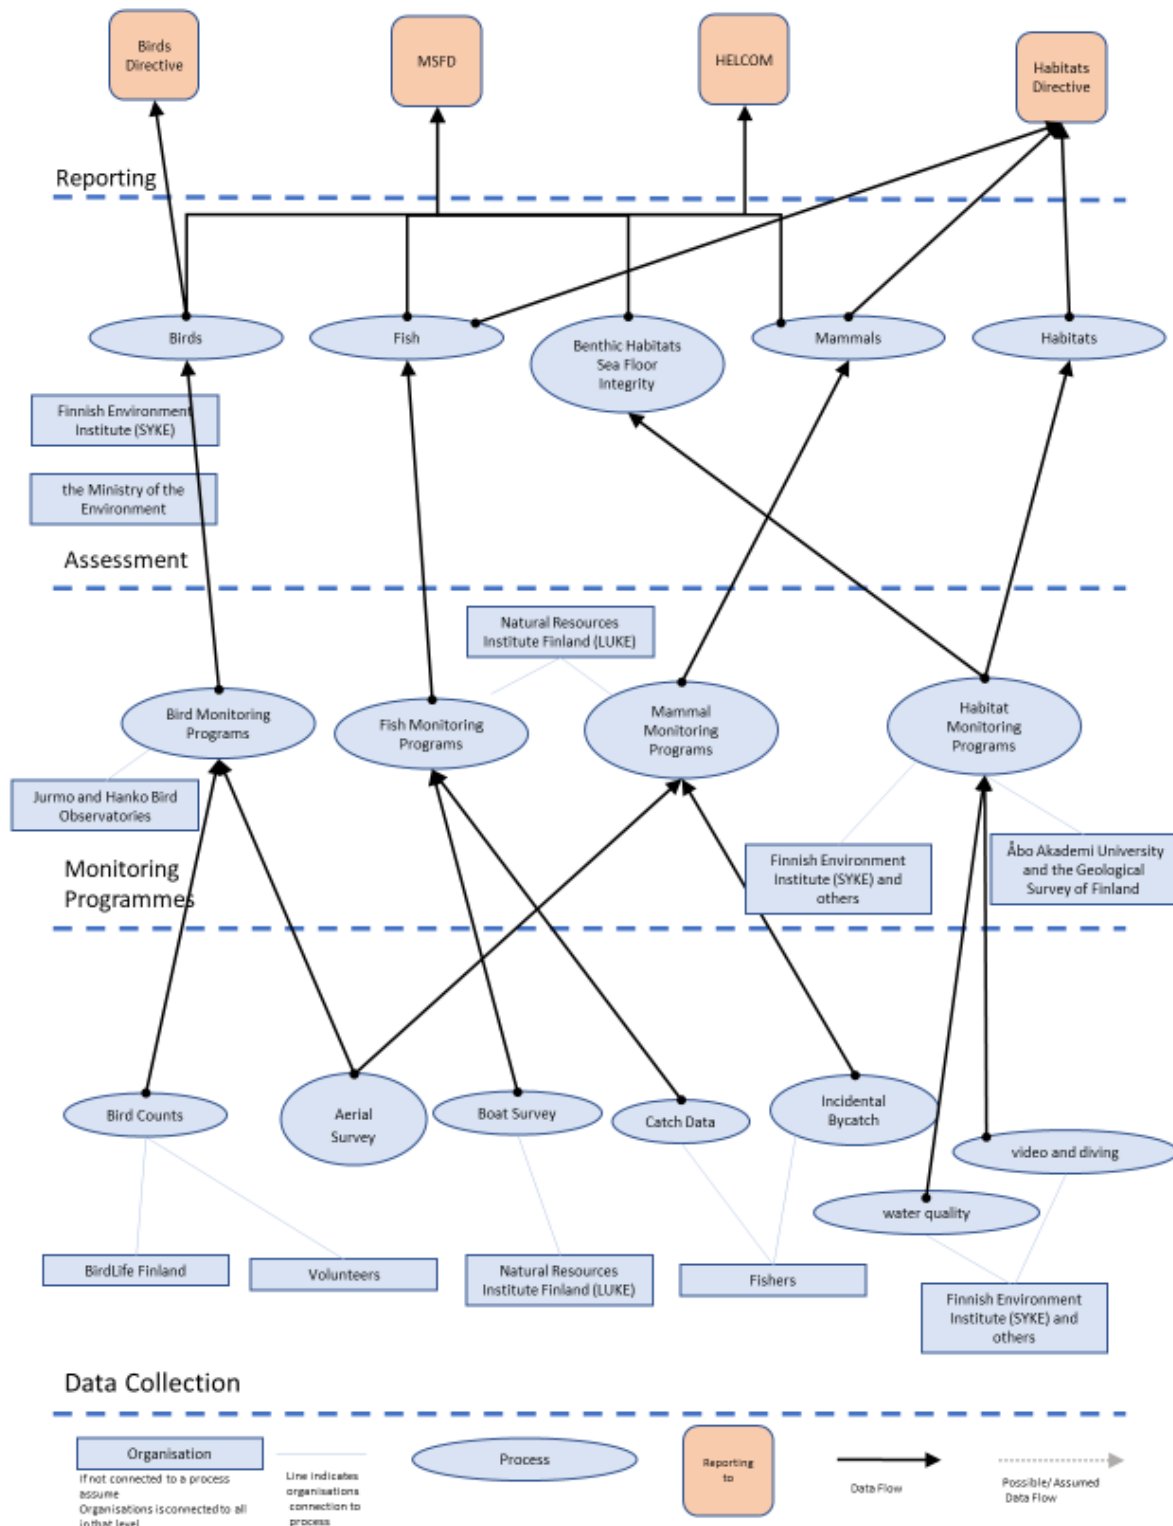 Birds
Directive
MSFD
HELCOM
Habitats
Directive
Reporting
Birds
Fish
Benthic Habitats
Sea Floor
Integrity
Mammals
Habitats
Finnish Environment
Institute (SYKE)
the Ministry of the
Environment
Assessment
Natural Resources
Institute Finland (LUKE)
Bird Monitoring
Programs
Fish Monitoring
Programs
Mammal
Monitoring
Programs
Habitat
Monitoring
Programs
Jurmo and Hanko Bird
Observatories
Finnish Environment
Institute (SYKE) and
others
Åbo Akademi University
and the Geological
Survey of Finland
Monitoring
Programmes
Bird Counts
Aerial
Survey
Boat Survey
Catch Data
Incidental
Bycatch
video and diving
water quality
BirdLife Finland
Volunteers
Natural Resources
Institute Finland (LUKE)
Fishers
Finnish Environment
Institute (SYKE) and
others
Data Collection
Organisation
If not connected to a process
assume
Organisations is connected to all
in that level
Line indicates
organisations
connection to
process
Process
Reporting
to
Data Flow
Possible/ Assumed
Data Flow